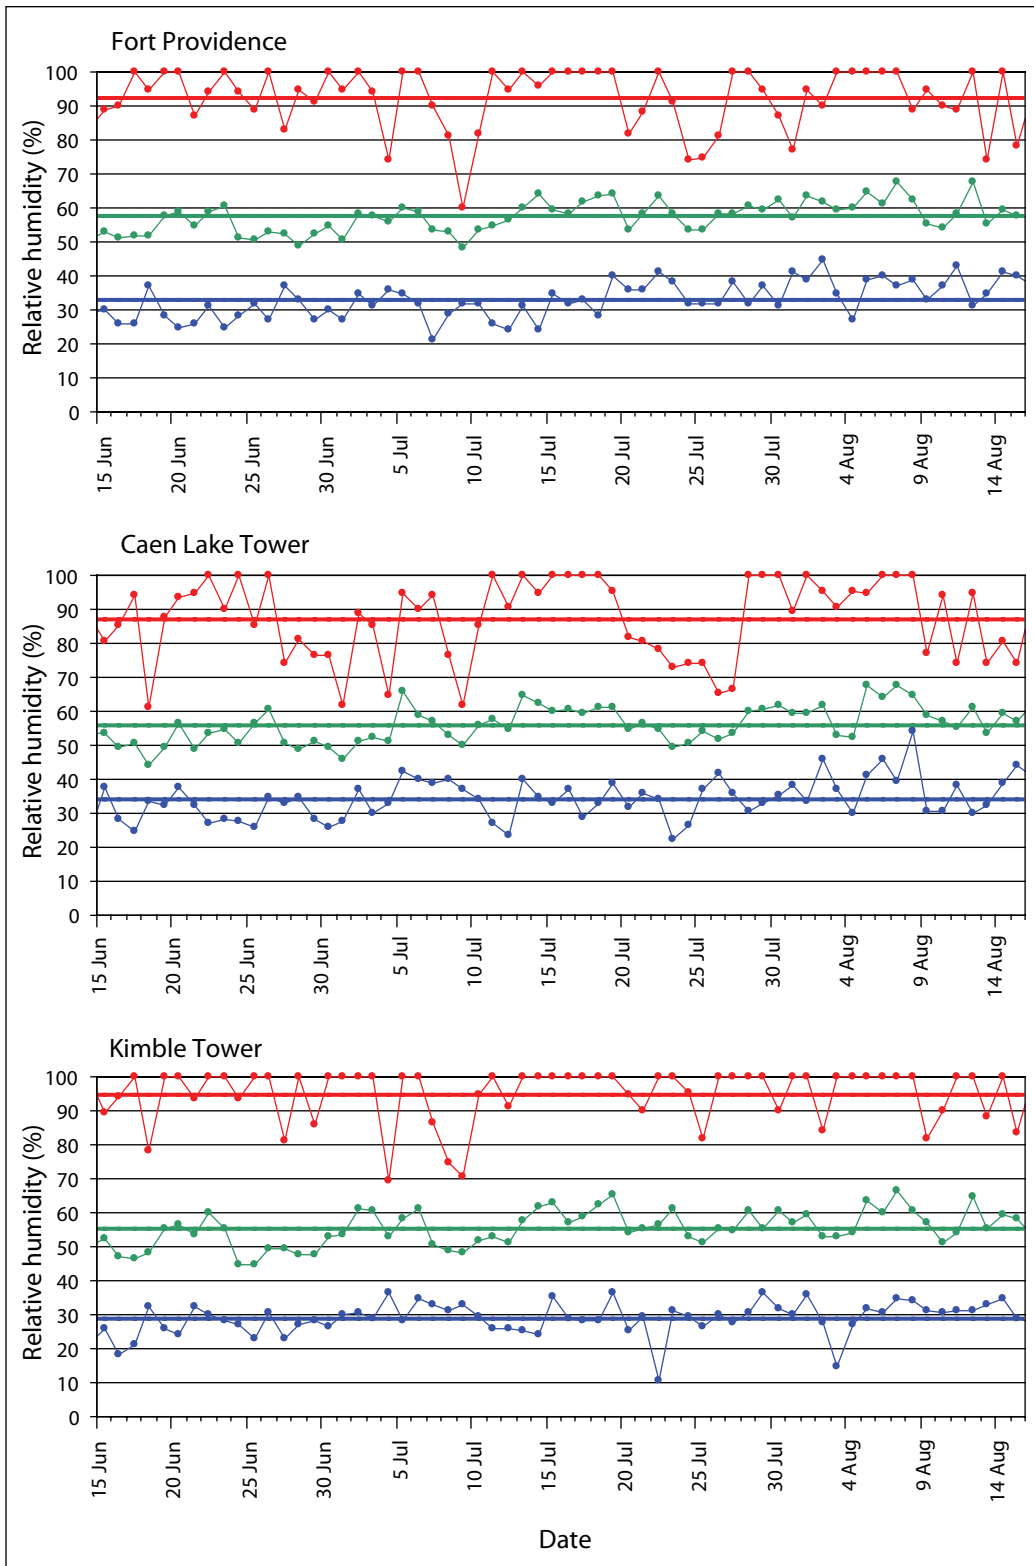 Fort Providence
Relative humidity (%)
100
90
80
70
60
50
40
30
20
10
0
15 Jun
20 Jun
25 Jun
30 Jun
5 Jul
10 Jul
15 Jul
20 Jul
25 Jul
30 Jul
4 Aug
9 Aug
14 Aug
Caen Lake Tower
Relative humidity (%)
100
90
80
70
60
50
40
30
20
10
0
15 Jun
20 Jun
25 Jun
30 Jun
5 Jul
10 Jul
15 Jul
20 Jul
25 Jul
30 Jul
4 Aug
9 Aug
14 Aug
Kimble Tower
Relative humidity (%)
100
90
80
70
60
50
40
30
20
10
0
15 Jun
20 Jun
25 Jun
30 Jun
5 Jul
10 Jul
15 Jul
20 Jul
25 Jul
30 Jul
4 Aug
9 Aug
14 Aug
Date